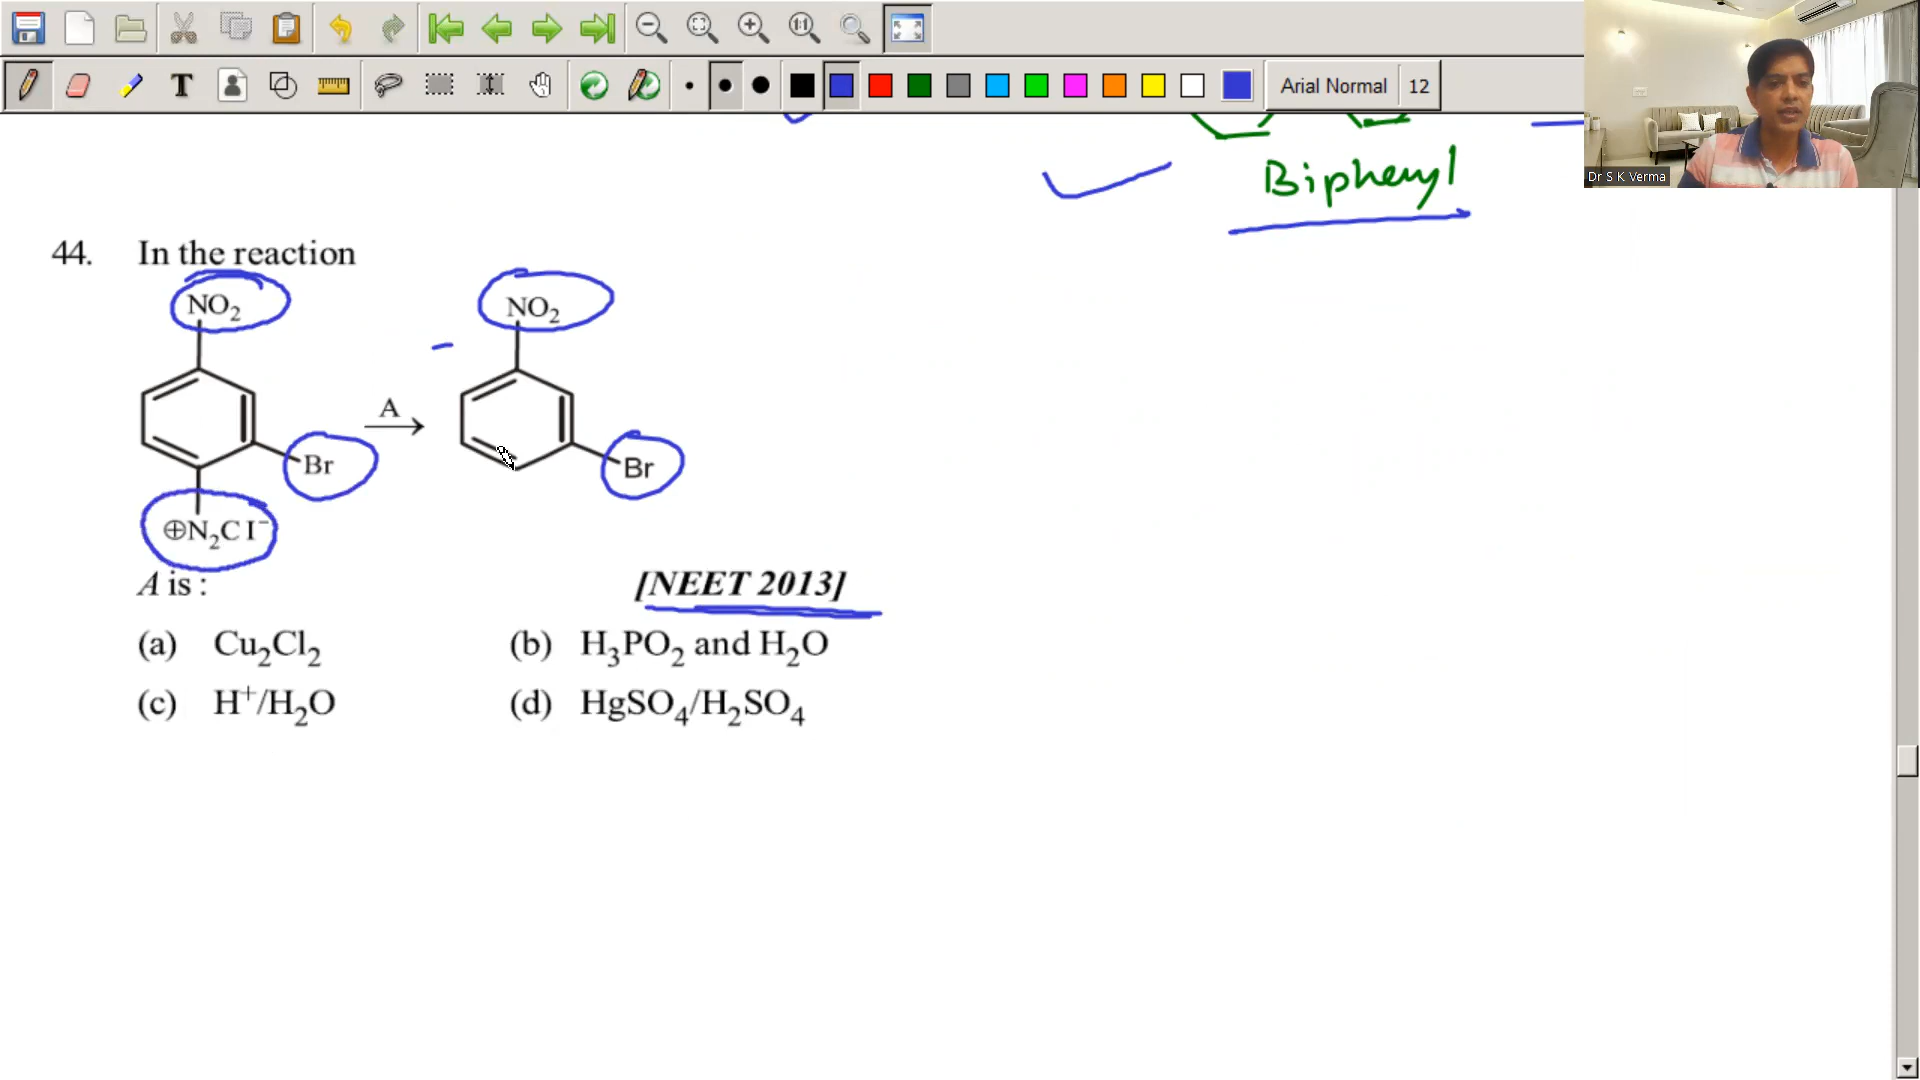 Arial Normal 12
Dr S K Verma
Biphenyl
44. In the reaction
NO2 NO2
A
Br Br
⊕N2Cl⁻
A is : [NEET 2013]
(a) Cu2Cl2 (b) H3PO2 and H2O
(c) H⁺/H2O (d) HgSO4/H2SO4